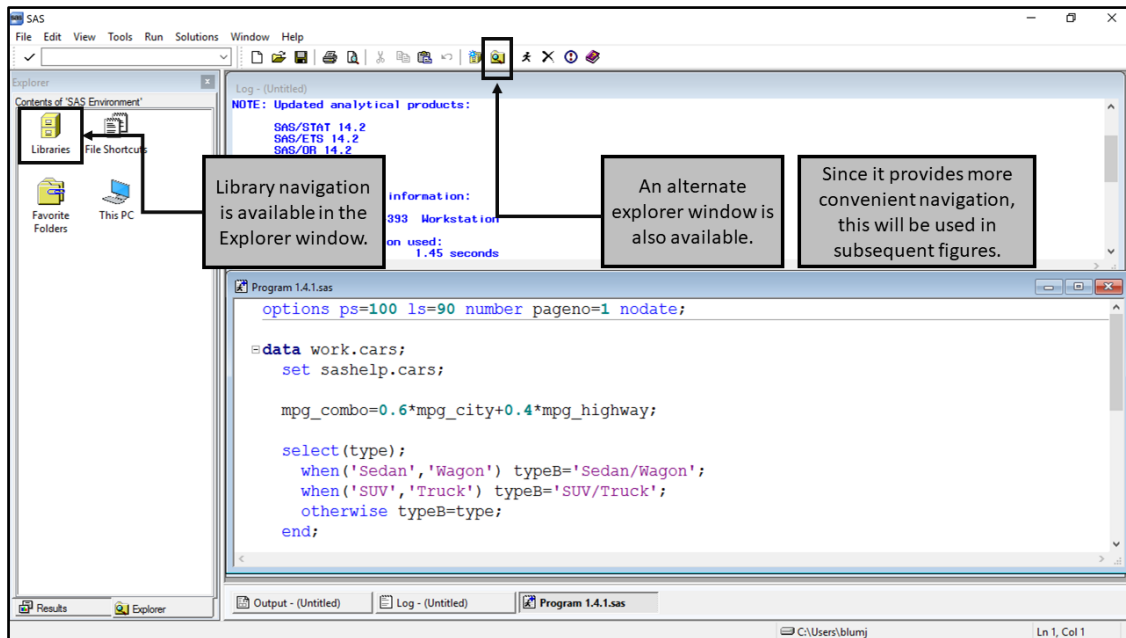 SAS
File Edit View Tools Run Solutions Window Help
Explorer
Contents of 'SAS Environment'
Libraries
File Shortcuts
Favorite
Folders
This PC
Log - (Untitled)
NOTE: Updated analytical products:
SAS/STAT 14.2
SAS/ETS 14.2
SAS/OR 14.2
information:
393 Workstation
on used:
1.45 seconds
Library navigation
is available in the
Explorer window.
An alternate
explorer window is
also available.
Since it provides more
convenient navigation,
this will be used in
subsequent figures.
Program 1.4.1.sas
options ps=100 ls=90 number pageno=1 nodate;
data work.cars;
set sashelp.cars;
mpg_combo=0.6*mpg_city+0.4*mpg_highway;
select(type);
when('Sedan','Wagon') typeB='Sedan/Wagon';
when('SUV','Truck') typeB='SUV/Truck';
otherwise typeB=type;
end;
Results
Explorer
Output - (Untitled)
Log - (Untitled)
Program 1.4.1.sas
C:\Users\blumj
Ln 1, Col 1